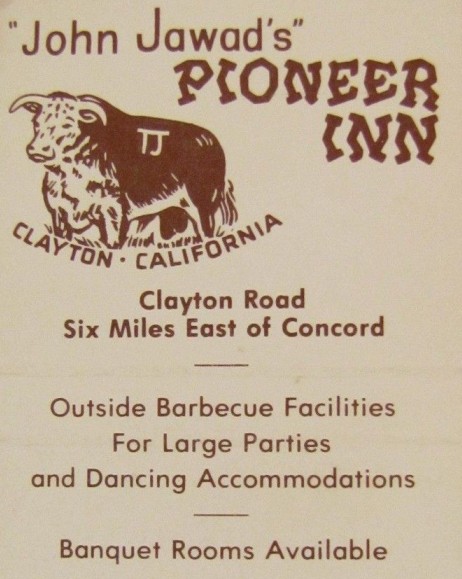 "John Jawad's"
PIONEER
INN
TJ
CLAYTON · CALIFORNIA
Clayton Road
Six Miles East of Concord
Outside Barbecue Facilities
For Large Parties
and Dancing Accommodations
Banquet Rooms Available